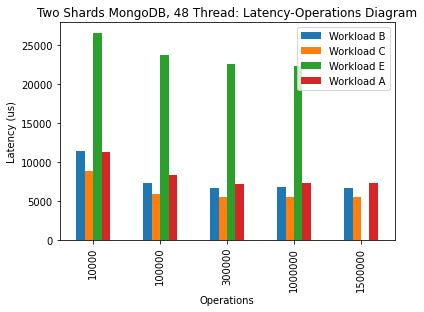 Two Shards MongoDB, 48 Thread: Latency-Operations Diagram
Workload B
Workload C
Workload E
Workload A
Latency (us)
25000
20000
15000
10000
5000
0
10000
100000
300000
1000000
1500000
Operations